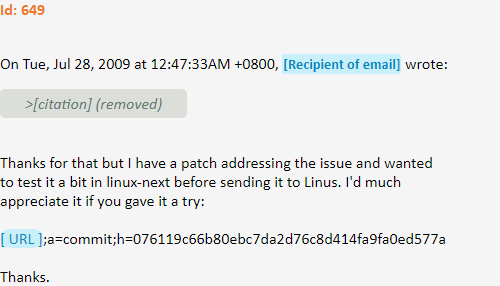 Id: 649
On Tue, Jul 28, 2009 at 12:47:33AM +0800, [Recipient of email] wrote:
>[citation] (removed)
Thanks for that but I have a patch addressing the issue and wanted
to test it a bit in linux-next before sending it to Linus. I'd much
appreciate it if you gave it a try:
[ URL ];a=commit;h=076119c66b80ebc7da2d76c8d414fa9fa0ed577a
Thanks.